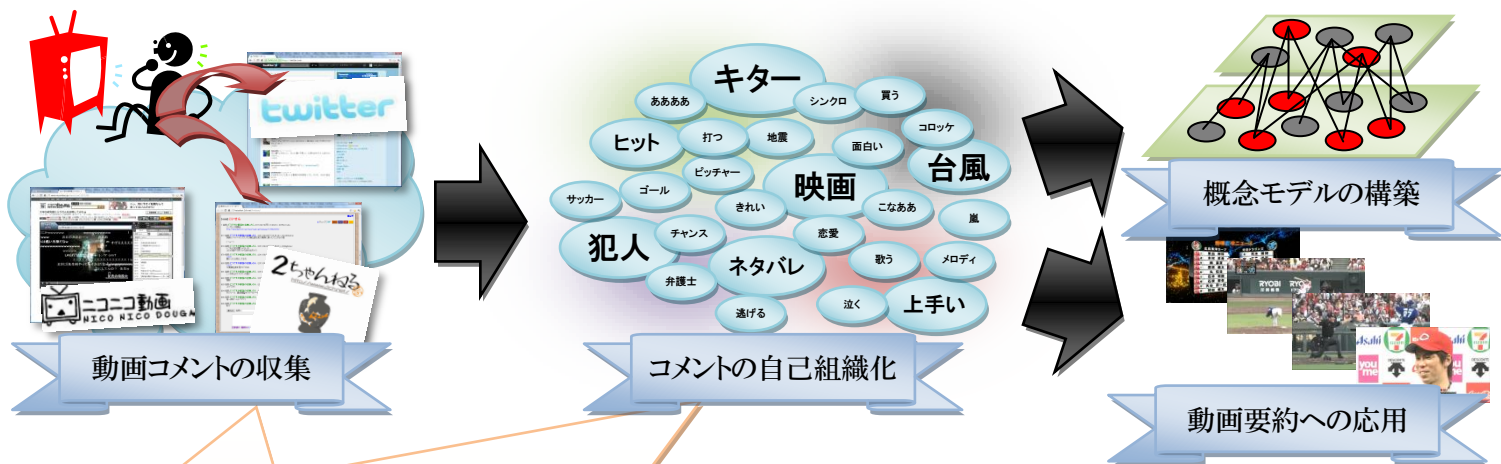 twitter
ニコニコ動画
NICO NICO DOUGA
2ちゃんねる
動画コメントの収集
キター
ああああ
シンクロ
買う
コロッケ
ヒット
打つ
地震
面白い
台風
ピッチャー
映画
サッカー
ゴール
きれい
こなああ
嵐
犯人
チャンス
恋愛
弁護士
ネタバレ
歌う
メロディ
逃げる
泣く
上手い
コメントの自己組織化
概念モデルの構築
RYOBI
Asahi
you
me
動画要約への応用